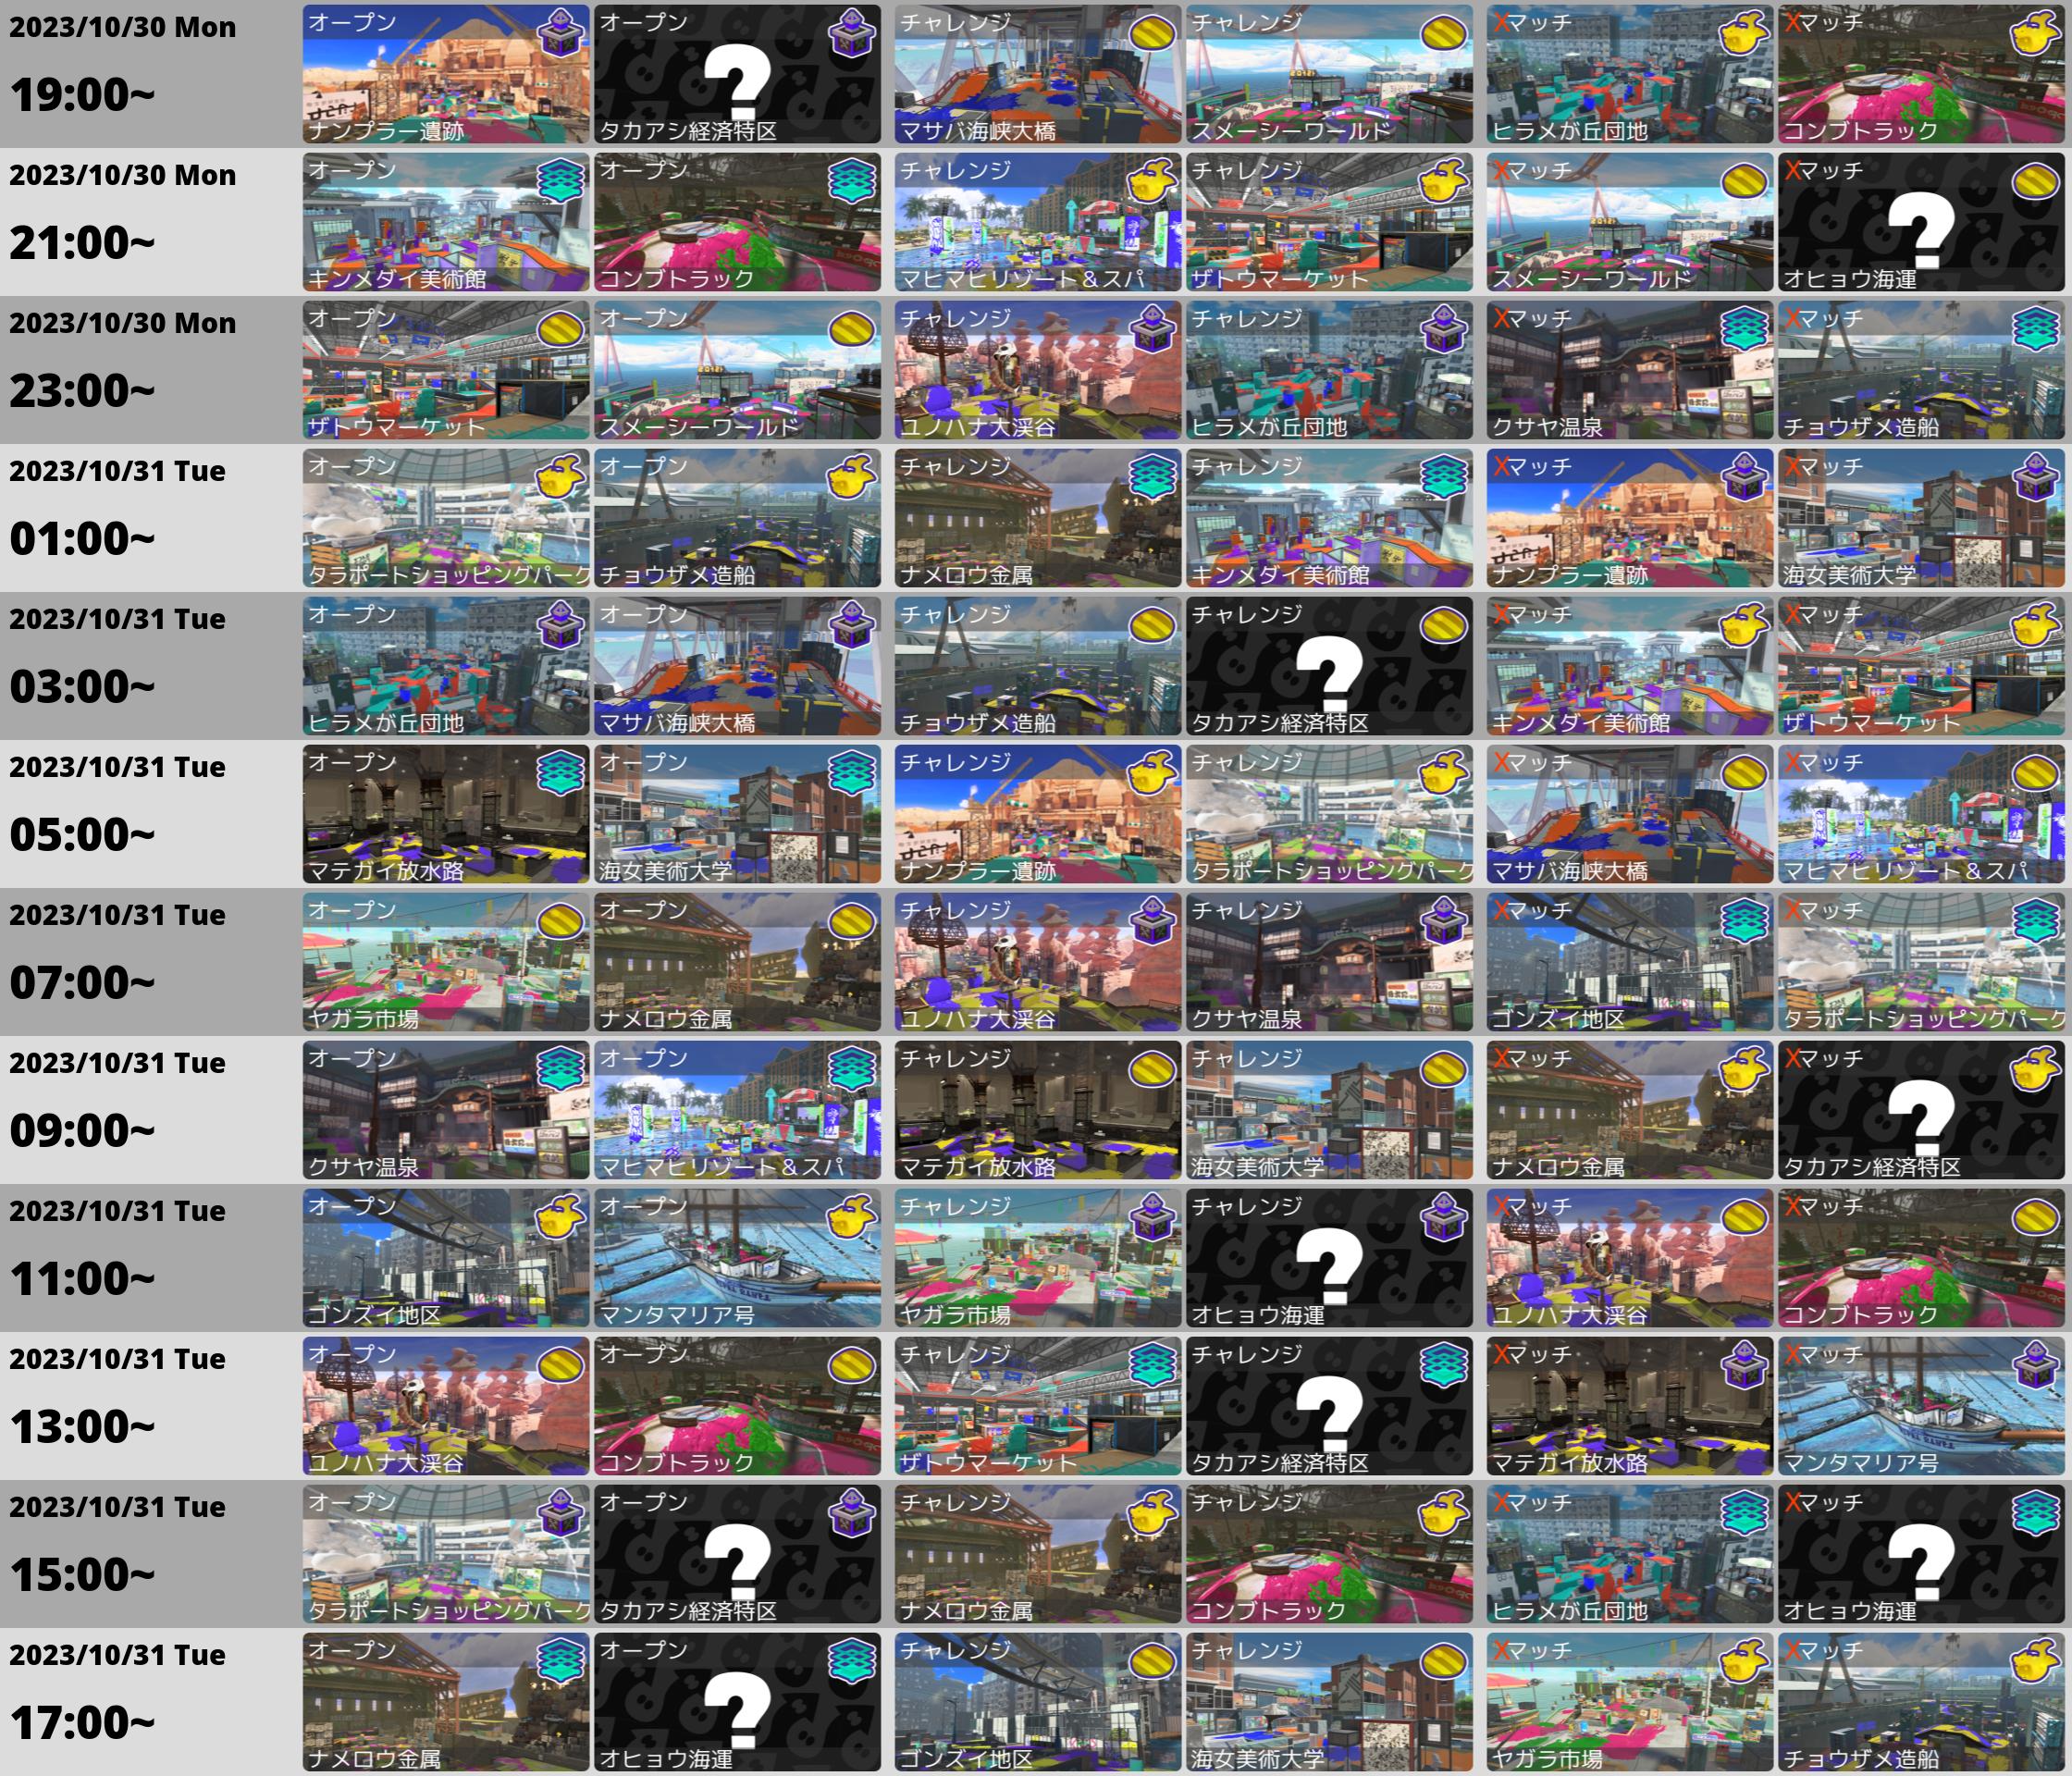 2023/10/30 Mon
19:00~
オープン オープン チャレンジ チャレンジ Xマッチ Xマッチ
ナンプラー遺跡 タカアシ経済特区 マサバ海峡大橋 スメーシーワールド ヒラメが丘団地 コンブトラック
2023/10/30 Mon
21:00~
オープン オープン チャレンジ チャレンジ Xマッチ Xマッチ
キンメダイ美術館 コンブトラック マヒマヒリゾート＆スパ ザトウマーケット スメーシーワールド オヒョウ海運
2023/10/30 Mon
23:00~
オープン オープン チャレンジ チャレンジ Xマッチ Xマッチ
ザトウマーケット スメーシーワールド ユノハナ大渓谷 ヒラメが丘団地 クサヤ温泉 チョウザメ造船
2023/10/31 Tue
01:00~
オープン オープン チャレンジ チャレンジ Xマッチ Xマッチ
タラポートショッピングパーク チョウザメ造船 ナメロウ金属 キンメダイ美術館 ナンプラー遺跡 海女美術大学
2023/10/31 Tue
03:00~
オープン オープン チャレンジ チャレンジ Xマッチ Xマッチ
ヒラメが丘団地 マサバ海峡大橋 チョウザメ造船 タカアシ経済特区 キンメダイ美術館 ザトウマーケット
2023/10/31 Tue
05:00~
オープン オープン チャレンジ チャレンジ Xマッチ Xマッチ
マテガイ放水路 海女美術大学 ナンプラー遺跡 タラポートショッピングパーク マサバ海峡大橋 マヒマヒリゾート＆スパ
2023/10/31 Tue
07:00~
オープン オープン チャレンジ チャレンジ Xマッチ Xマッチ
ヤガラ市場 ナメロウ金属 ユノハナ大渓谷 クサヤ温泉 ゴンズイ地区 タラポートショッピングパーク
2023/10/31 Tue
09:00~
オープン オープン チャレンジ チャレンジ Xマッチ Xマッチ
クサヤ温泉 マヒマヒリゾート＆スパ マテガイ放水路 海女美術大学 ナメロウ金属 タカアシ経済特区
2023/10/31 Tue
11:00~
オープン オープン チャレンジ チャレンジ Xマッチ Xマッチ
ゴンズイ地区 マンタマリア号 ヤガラ市場 オヒョウ海運 ユノハナ大渓谷 コンブトラック
2023/10/31 Tue
13:00~
オープン オープン チャレンジ チャレンジ Xマッチ Xマッチ
ユノハナ大渓谷 コンブトラック ザトウマーケット タカアシ経済特区 マテガイ放水路 マンタマリア号
2023/10/31 Tue
15:00~
オープン オープン チャレンジ チャレンジ Xマッチ Xマッチ
タラポートショッピングパーク タカアシ経済特区 ナメロウ金属 コンブトラック ヒラメが丘団地 オヒョウ海運
2023/10/31 Tue
17:00~
オープン オープン チャレンジ チャレンジ Xマッチ Xマッチ
ナメロウ金属 オヒョウ海運 ゴンズイ地区 海女美術大学 ヤガラ市場 チョウザメ造船